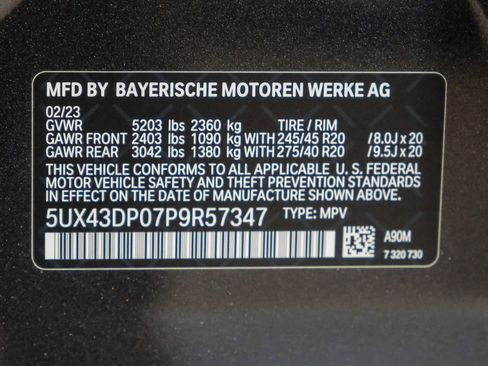 MFD BY BAYERISCHE MOTOREN WERKE AG
02/23
GVWR 5203 lbs 2360 kg TIRE / RIM
GAWR FRONT 2403 lbs 1090 kg WITH 245/45 R20 /8.0J x 20
GAWR REAR 3042 lbs 1380 kg WITH 275/40 R20 /9.5J x 20
THIS VEHICLE CONFORMS TO ALL APPLICABLE U. S. FEDERAL
MOTOR VEHICLE SAFETY AND THEFT PREVENTION STANDARDS
IN EFFECT ON THE DATE OF MANUFACTURE SHOWN ABOVE.
5UX43DP07P9R57347 TYPE: MPV
A90M
7 320 730